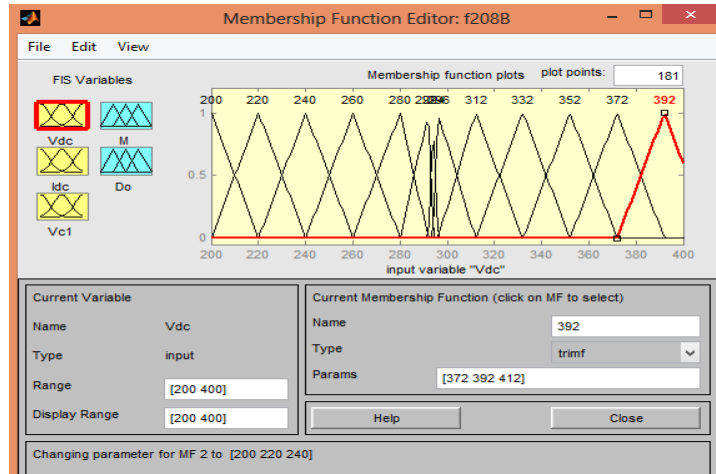 Membership Function Editor: f208B
File Edit View
FIS Variables
Membership function plots plot points: 181
Vdc M
Idc Do
Vc1
200 220 240 260 280 312 332 352 372 392
1
0.5
0
200 220 240 260 280 300 320 340 360 380 400
input variable "Vdc"
Current Variable
Name Vdc
Type input
Range [200 400]
Display Range [200 400]
Current Membership Function (click on MF to select)
Name 392
Type trimf
Params [372 392 412]
Help Close
Changing parameter for MF 2 to [200 220 240]